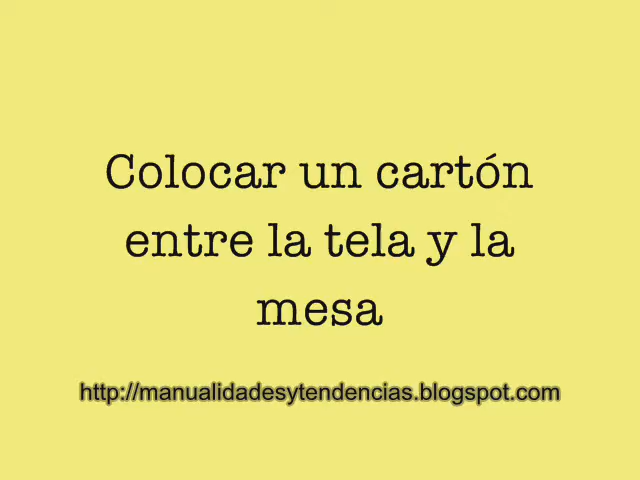 Colocar un cartón
entre la tela y la
mesa
http://manualidadesytendencias.blogspot.com